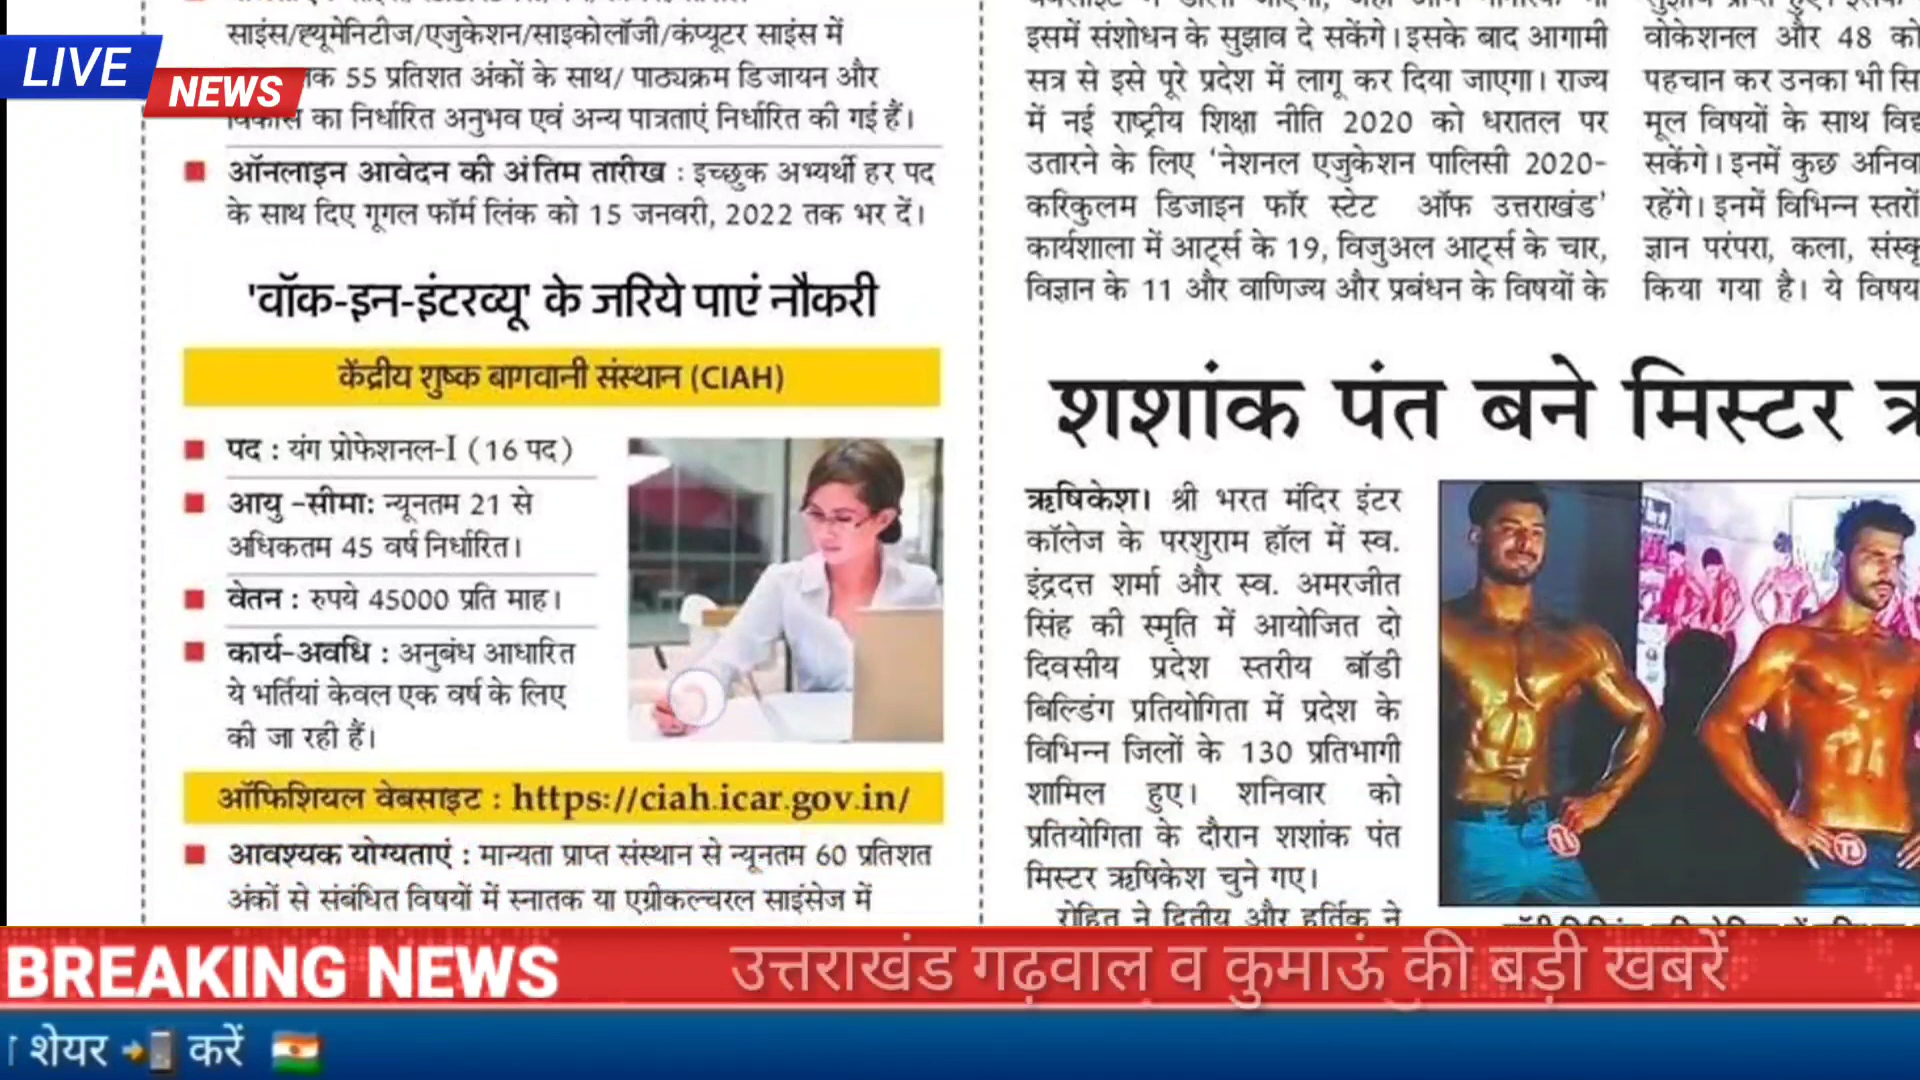 LIVE
NEWS
साइंस/ह्यूमेनिटीज/एजुकेशन/साइकोलॉजी/कंप्यूटर साइंस में
55 प्रतिशत अंकों के साथ/ पाठ्यक्रम डिजायन और
विकास का निर्धारित अनुभव एवं अन्य पात्रताएं निर्धारित की गई हैं।
ऑनलाइन आवेदन की अंतिम तारीख : इच्छुक अभ्यर्थी हर पद
के साथ दिए गूगल फॉर्म लिंक को 15 जनवरी, 2022 तक भर दें।
'वॉक-इन-इंटरव्यू' के जरिये पाएं नौकरी
केंद्रीय शुष्क बागवानी संस्थान (CIAH)
पद : यंग प्रोफेशनल-I (16 पद)
आयु -सीमा: न्यूनतम 21 से
अधिकतम 45 वर्ष निर्धारित।
वेतन : रुपये 45000 प्रति माह।
कार्य-अवधि : अनुबंध आधारित
ये भर्तियां केवल एक वर्ष के लिए
की जा रही हैं।
ऑफिशियल वेबसाइट : https://ciah.icar.gov.in/
आवश्यक योग्यताएं : मान्यता प्राप्त संस्थान से न्यूनतम 60 प्रतिशत
अंकों से संबंधित विषयों में स्नातक या एग्रीकल्चरल साइंसेज में
इसमें संशोधन के सुझाव दे सकेंगे। इसके बाद आगामी
सत्र से इसे पूरे प्रदेश में लागू कर दिया जाएगा। राज्य
में नई राष्ट्रीय शिक्षा नीति 2020 को धरातल पर
उतारने के लिए 'नेशनल एजुकेशन पालिसी 2020-
करिकुलम डिजाइन फॉर स्टेट ऑफ उत्तराखंड'
कार्यशाला में आर्ट्स के 19, विजुअल आर्ट्स के चार,
विज्ञान के 11 और वाणिज्य और प्रबंधन के विषयों के
वोकेशनल और 48 को
पहचान कर उनका भी
मूल विषयों के साथ
सकेंगे। इनमें कुछ
रहेंगे। इनमें विभिन्न स्तरों
ज्ञान परंपरा, कला,
किया गया है। ये विषय
शशांक पंत बने मिस्टर
ऋषिकेश। श्री भरत मंदिर इंटर
कॉलेज के परशुराम हॉल में स्व.
इंद्रदत्त शर्मा और स्व. अमरजीत
सिंह की स्मृति में आयोजित दो
दिवसीय प्रदेश स्तरीय बॉडी
बिल्डिंग प्रतियोगिता में प्रदेश के
विभिन्न जिलों के 130 प्रतिभागी
शामिल हुए। शनिवार को
प्रतियोगिता के दौरान शशांक पंत
मिस्टर ऋषिकेश चुने गए।
रोहित ने द्वितीय और हर्तिक ने
BREAKING NEWS
उत्तराखंड गढ़वाल व कुमाऊं की बड़ी खबरें
शेयर करें